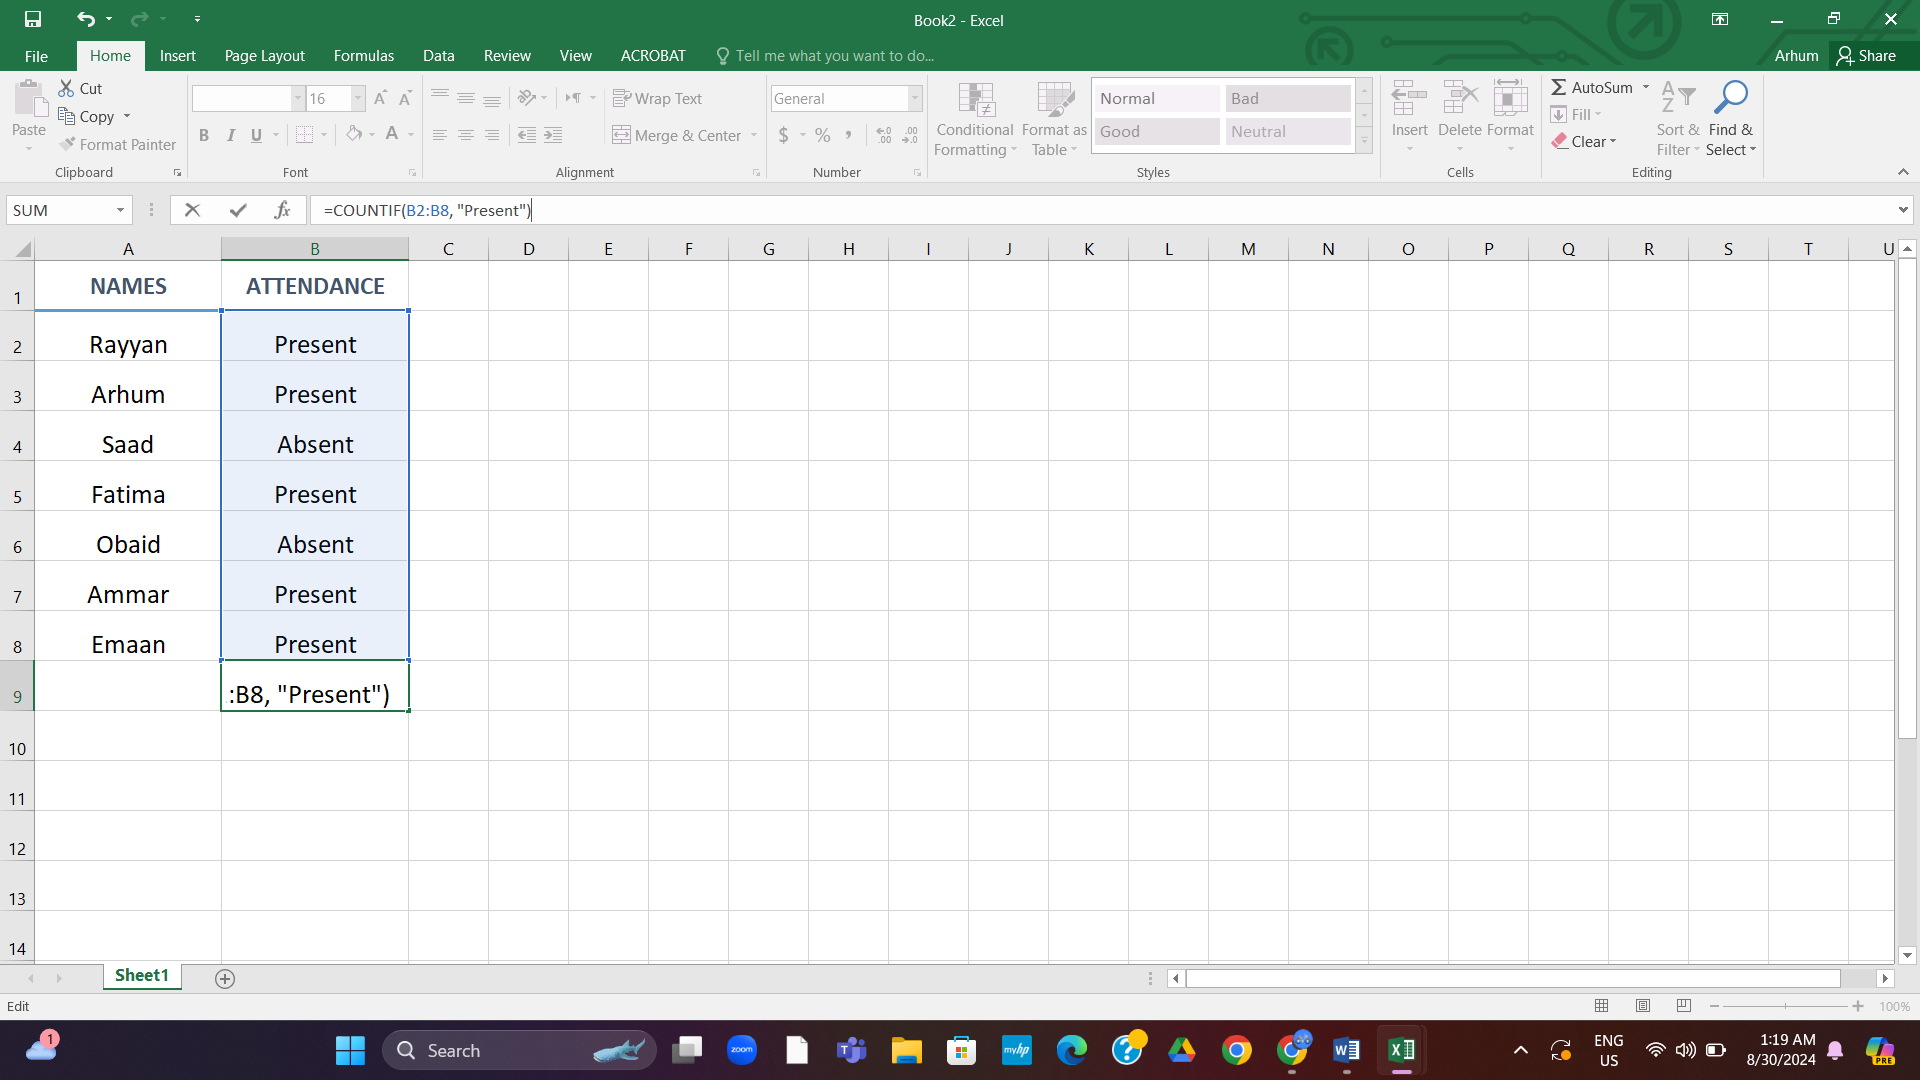 Book2 - Excel
File Home Insert Page Layout Formulas Data Review View ACROBAT Tell me what you want to do... Arhum Share
Paste
Cut
Copy
Format Painter
Clipboard
16
B I U A
Font
Wrap Text
Merge & Center
Alignment
General
$ % ,
Number
Conditional Formatting
Format as Table
Normal Bad
Good Neutral
Styles
Insert Delete Format
Cells
AutoSum
Fill
Clear
Sort & Filter
Find & Select
Editing
SUM fx =COUNTIF(B2:B8, "Present")
A B C D E F G H I J K L M N O P Q R S T U
1 NAMES ATTENDANCE
2 Rayyan Present
3 Arhum Present
4 Saad Absent
5 Fatima Present
6 Obaid Absent
7 Ammar Present
8 Emaan Present
9 :B8, "Present")
10
11
12
13
14
Sheet1
Edit 100%
1 Search zoom T myhp W X ENG US 1:19 AM 8/30/2024 PRE